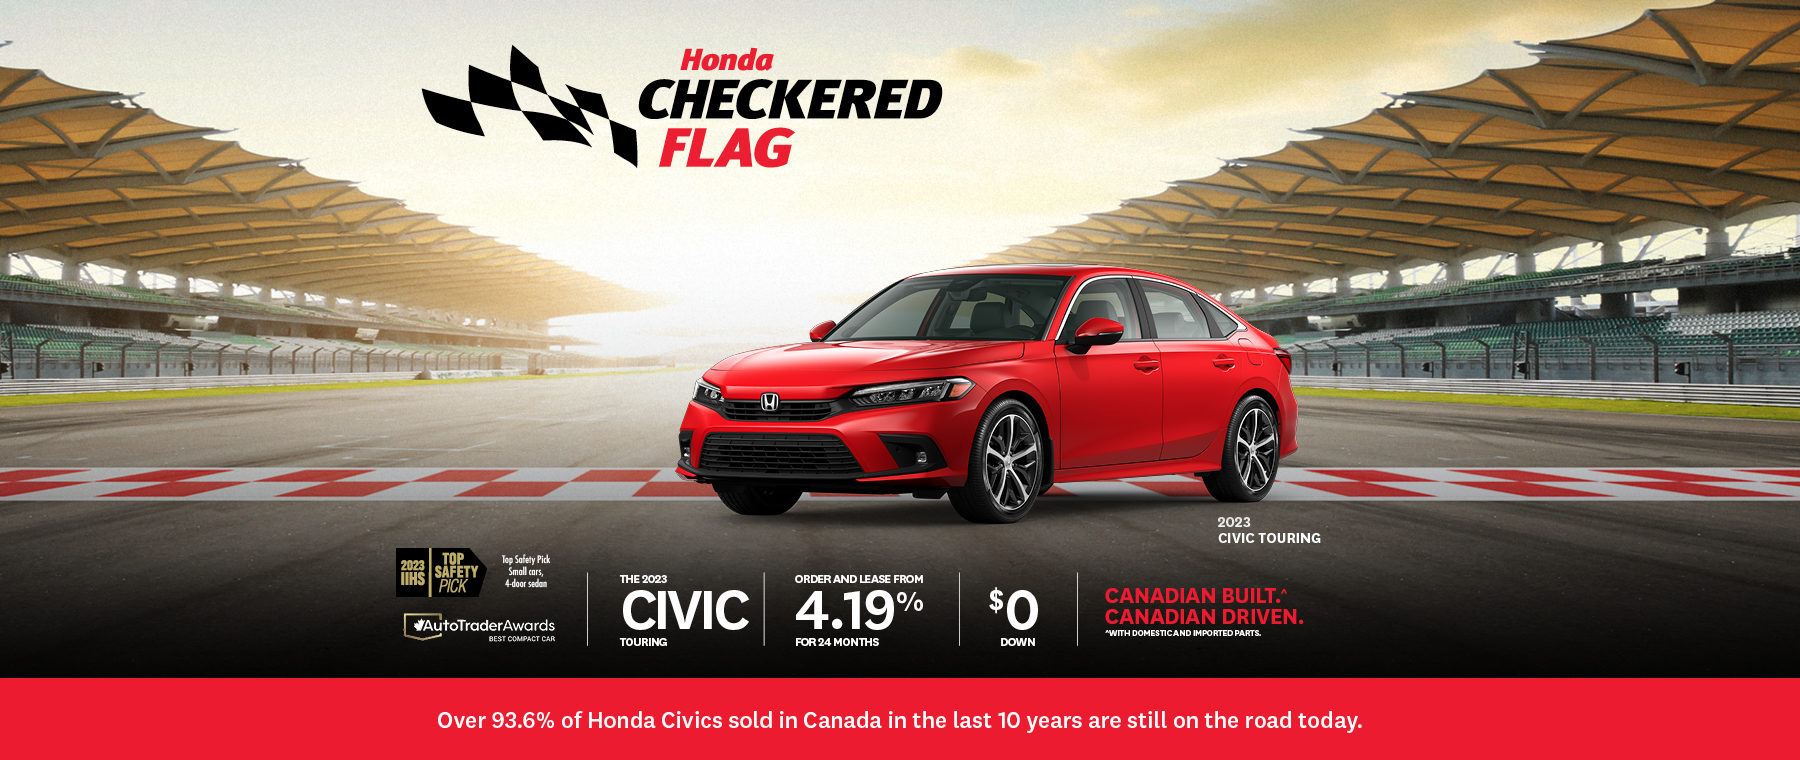 Honda
CHECKERED
FLAG
2023
CIVIC TOURING
2023
IIHS
TOP
SAFETY
PICK
Top Safety Pick
Small cars,
4-door sedan
AutoTraderAwards
BEST COMPACT CAR
THE 2023
CIVIC
TOURING
ORDER AND LEASE FROM
4.19%
FOR 24 MONTHS
$0
DOWN
CANADIAN BUILT.^
CANADIAN DRIVEN.
^WITH DOMESTIC AND IMPORTED PARTS.
Over 93.6% of Honda Civics sold in Canada in the last 10 years are still on the road today.